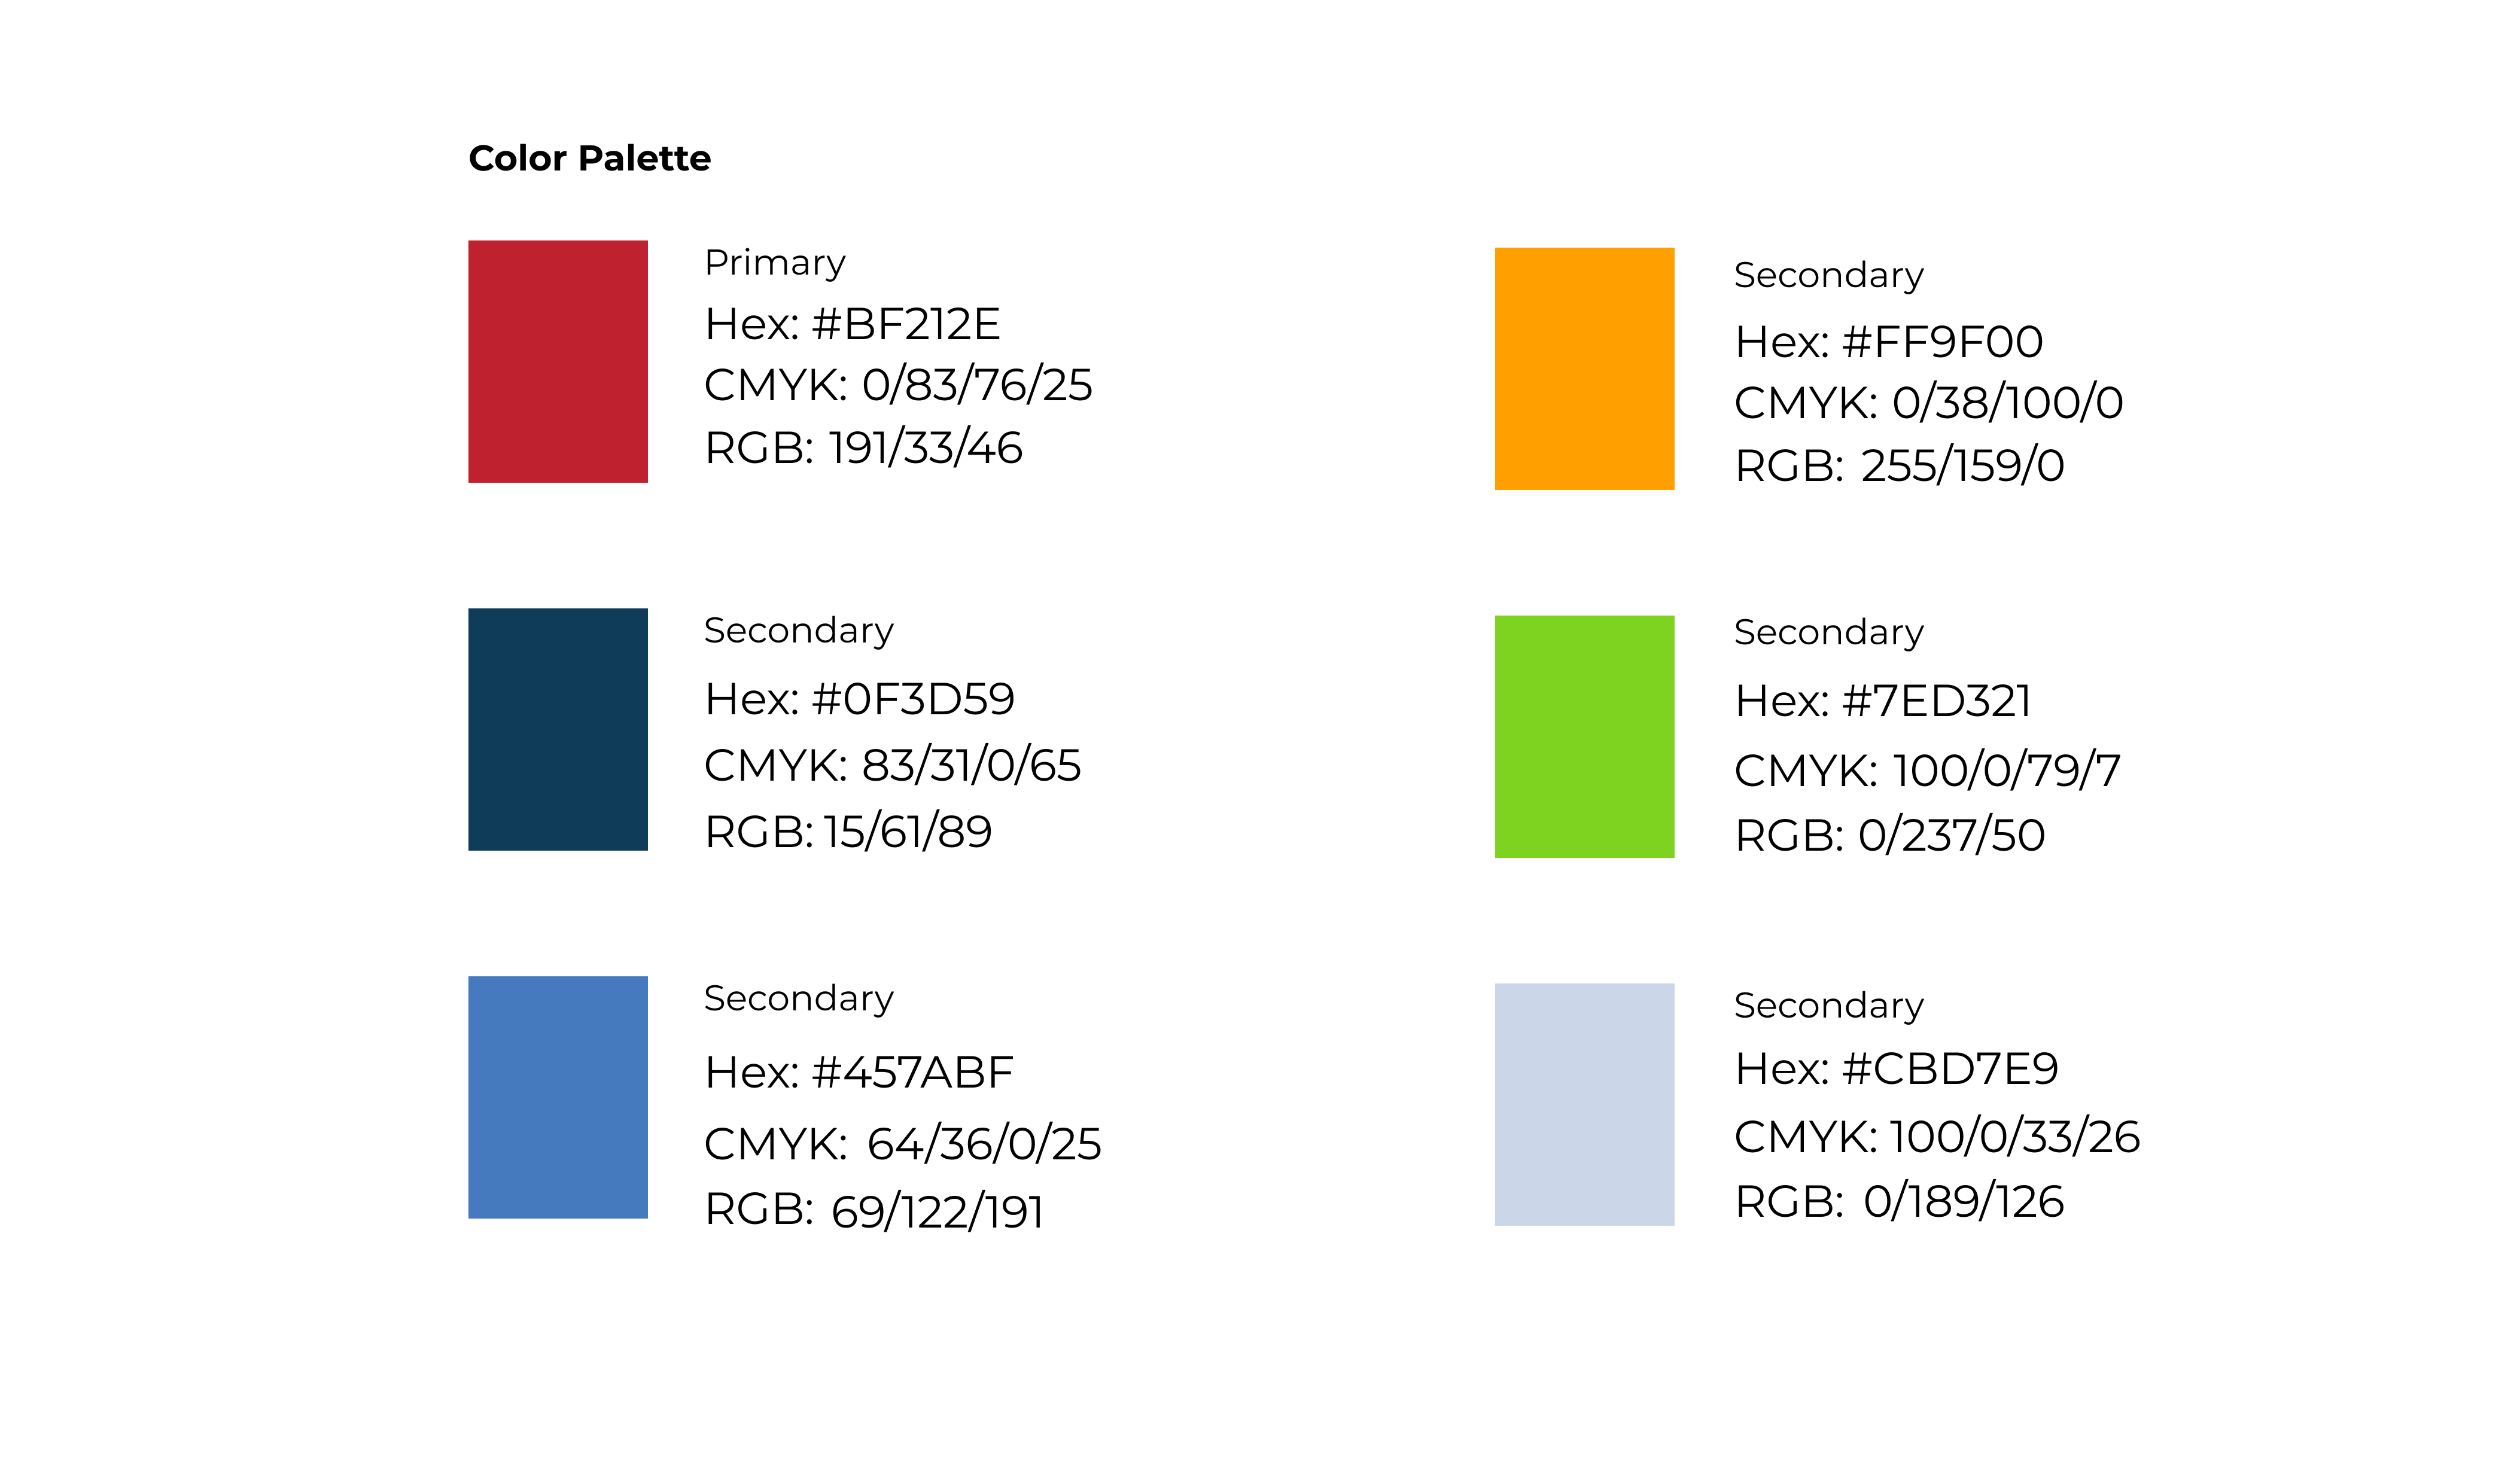 Color Palette
Primary
Hex: #BF212E
CMYK: 0/83/76/25
RGB: 191/33/46
Secondary
Hex: #0F3D59
CMYK: 83/31/0/65
RGB: 15/61/89
Secondary
Hex: #457ABF
CMYK: 64/36/0/25
RGB: 69/122/191
Secondary
Hex: #FF9F00
CMYK: 0/38/100/0
RGB: 255/159/0
Secondary
Hex: #7ED321
CMYK: 100/0/79/7
RGB: 0/237/50
Secondary
Hex: #CBD7E9
CMYK: 100/0/33/26
RGB: 0/189/126